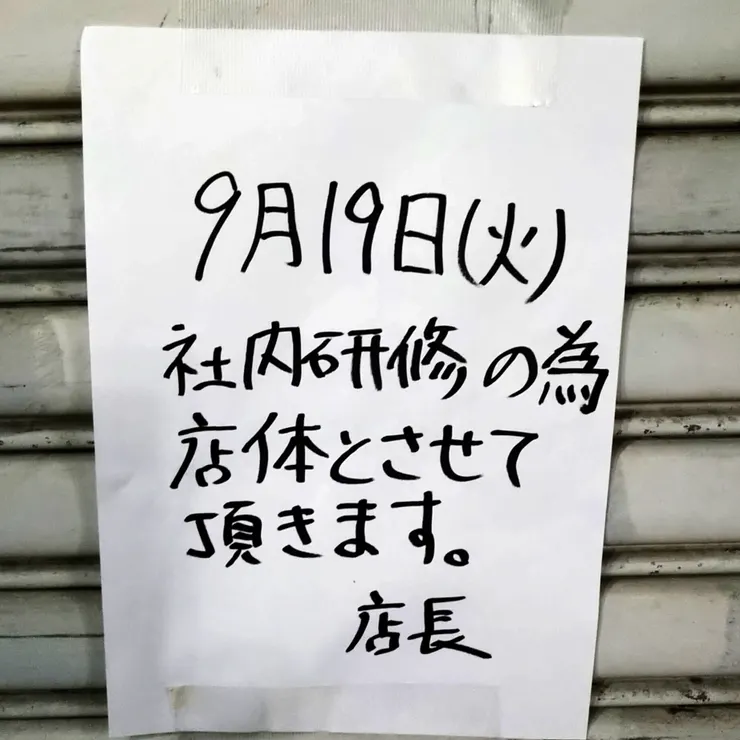 9月19日(火)
社内研修の為
店体とさせて
頂きます。
店長